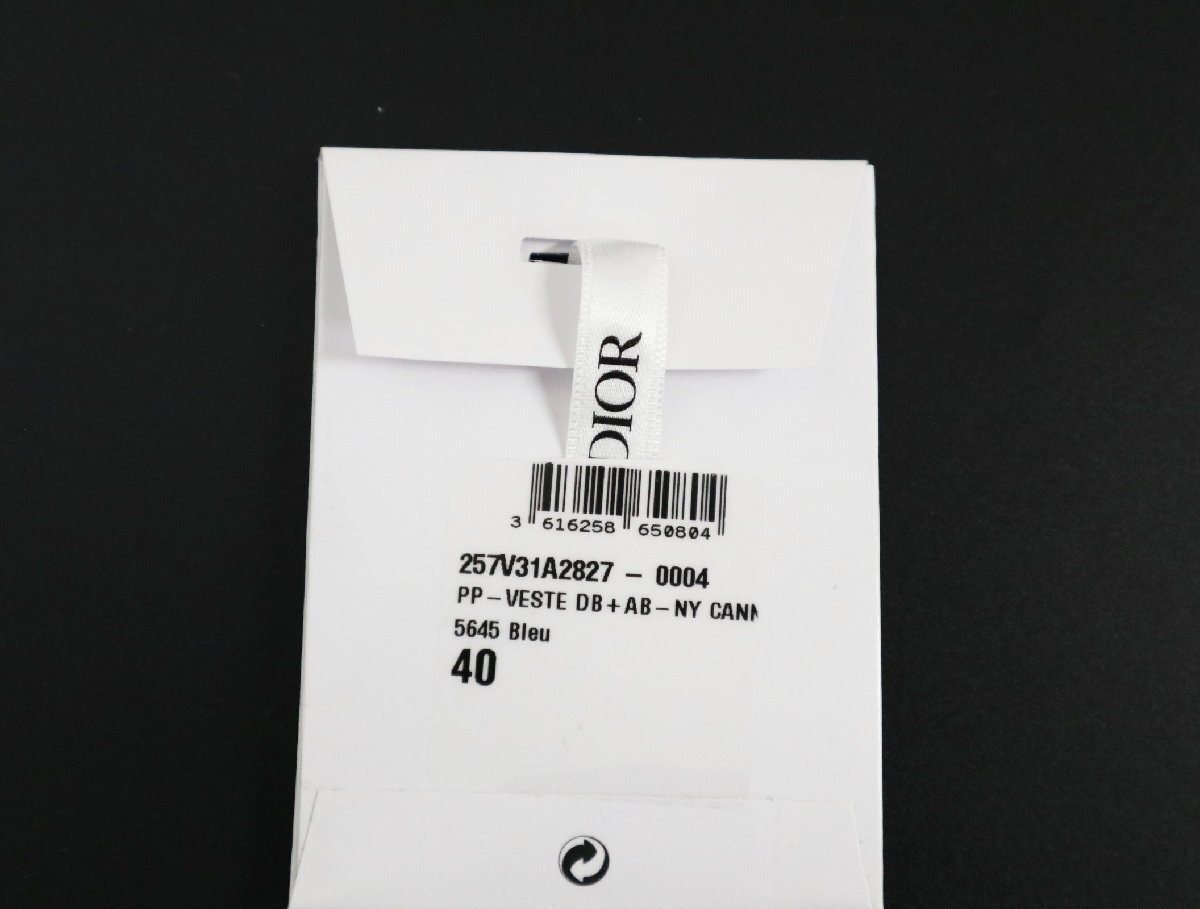 DIOR
3 616258 650804
257V31A2827 – 0004
PP–VESTE DB+AB–NY CANN
5645 Bleu
40